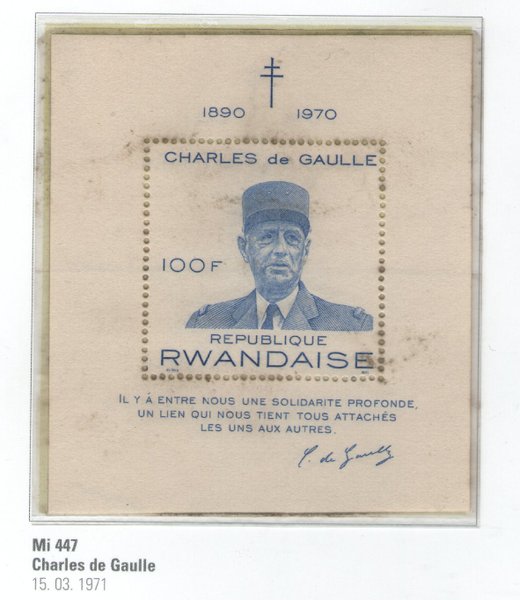 1890 1970
CHARLES de GAULLE
100F
REPUBLIQUE
RWANDAISE
IL Y Á ENTRE NOUS UNE SOLIDARITE PROFONDE,
UN LIEN QUI NOUS TIENT TOUS ATTACHÉS
LES UNS AUX AUTRES.
C. de Gaulle
Mi 447
Charles de Gaulle
15. 03. 1971